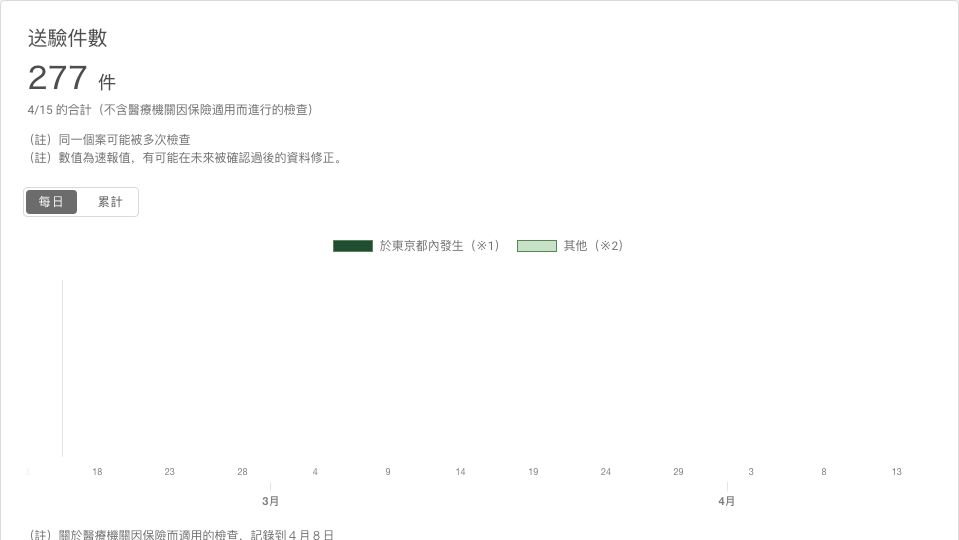 送驗件數
277 件
4/15 的合計（不含醫療機關因保險適用而進行的檢查）
（註）同一個案可能被多次檢查
（註）數值為速報值，有可能在未來被確認過後的資料修正。
每日 累計
於東京都內發生（※1） 其他（※2）
18 23 28 4 9 14 19 24 29 3 8 13
3月 4月
（註）關於醫療機關因保險而適用的檢查，記錄到４月８日